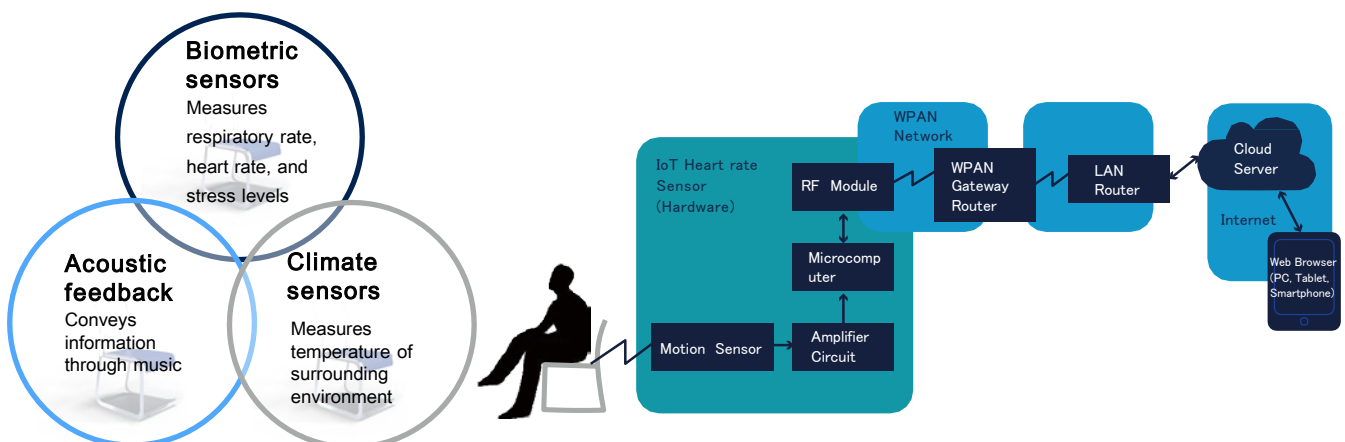 Biometric
sensors
Measures
respiratory rate,
heart rate, and
stress levels
Acoustic
feedback
Conveys
information
through music
Climate
sensors
Measures
temperature of
surrounding
environment
IoT Heart rate
Sensor
(Hardware)
Motion Sensor
Amplifier
Circuit
Microcomp
uter
RF Module
WPAN
Network
WPAN
Gateway
Router
LAN
Router
Cloud
Server
Internet
Web Browser
(PC, Tablet,
Smartphone)